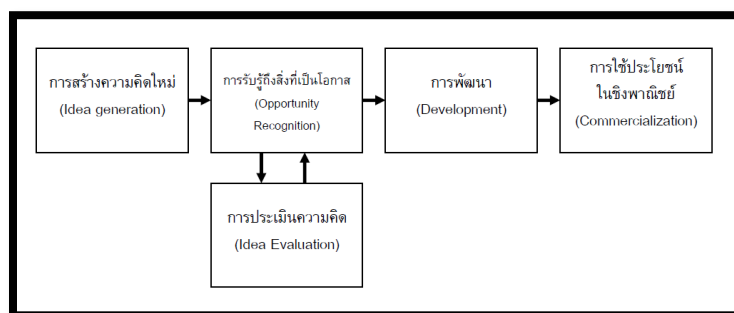 การสร้างความคิดใหม่
(Idea generation)
การรับรู้ถึงสิ่งที่เป็นโอกาส
(Opportunity
Recognition)
การพัฒนา
(Development)
การใช้ประโยชน์
ในชิงพาณิชย์
(Commercialization)
การประเมินความคิด
(Idea Evaluation)